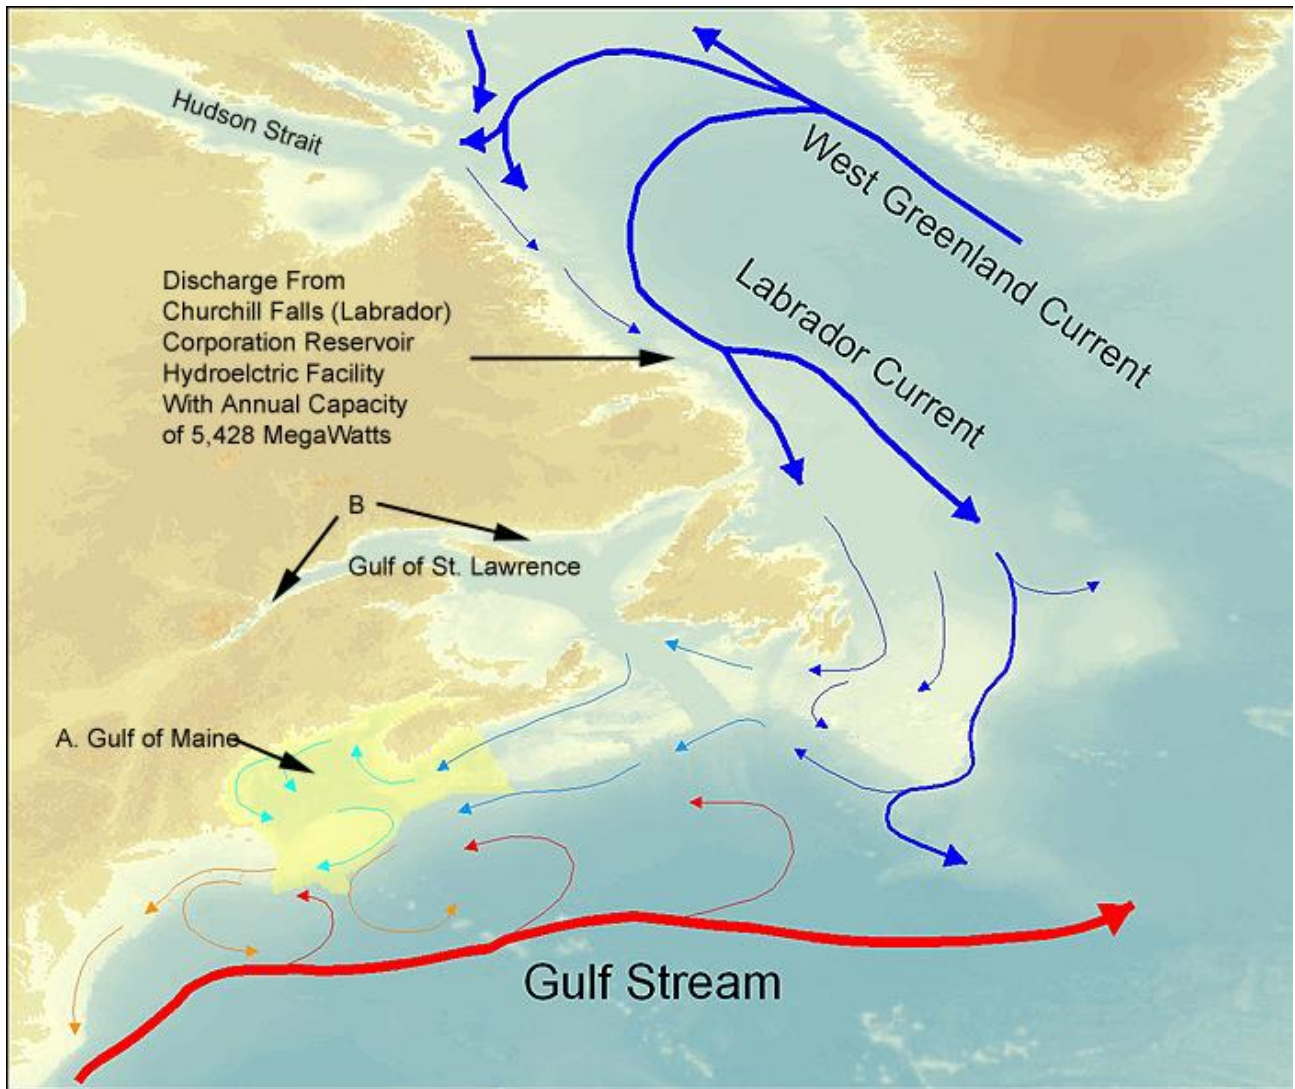 Hudson Strait
West Greenland Current
Labrador Current
Discharge From
Churchill Falls (Labrador)
Corporation Reservoir
Hydroelctric Facility
With Annual Capacity
of 5,428 MegaWatts
B
Gulf of St. Lawrence
A. Gulf of Maine
Gulf Stream